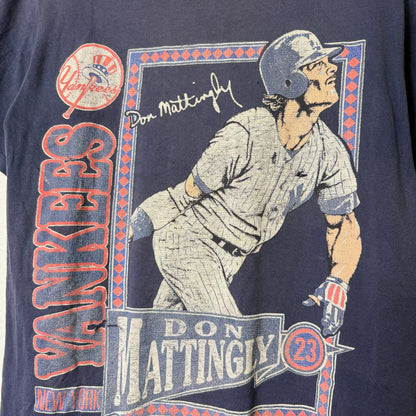 Yankees
Don Mattingly
YANKEES
NEW YORK
DON
MATTINGLY
23